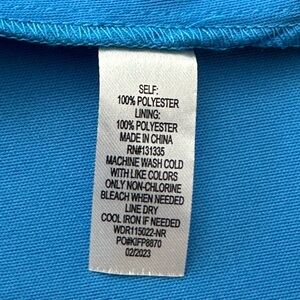 SELF:
100% POLYESTER
LINING:
100% POLYESTER
MADE IN CHINA
RN#131335
MACHINE WASH COLD
WITH LIKE COLORS
ONLY NON-CHLORINE
BLEACH WHEN NEEDED
LINE DRY
COOL IRON IF NEEDED
WDR115022-NR
PO#KIFP8870
02/2023